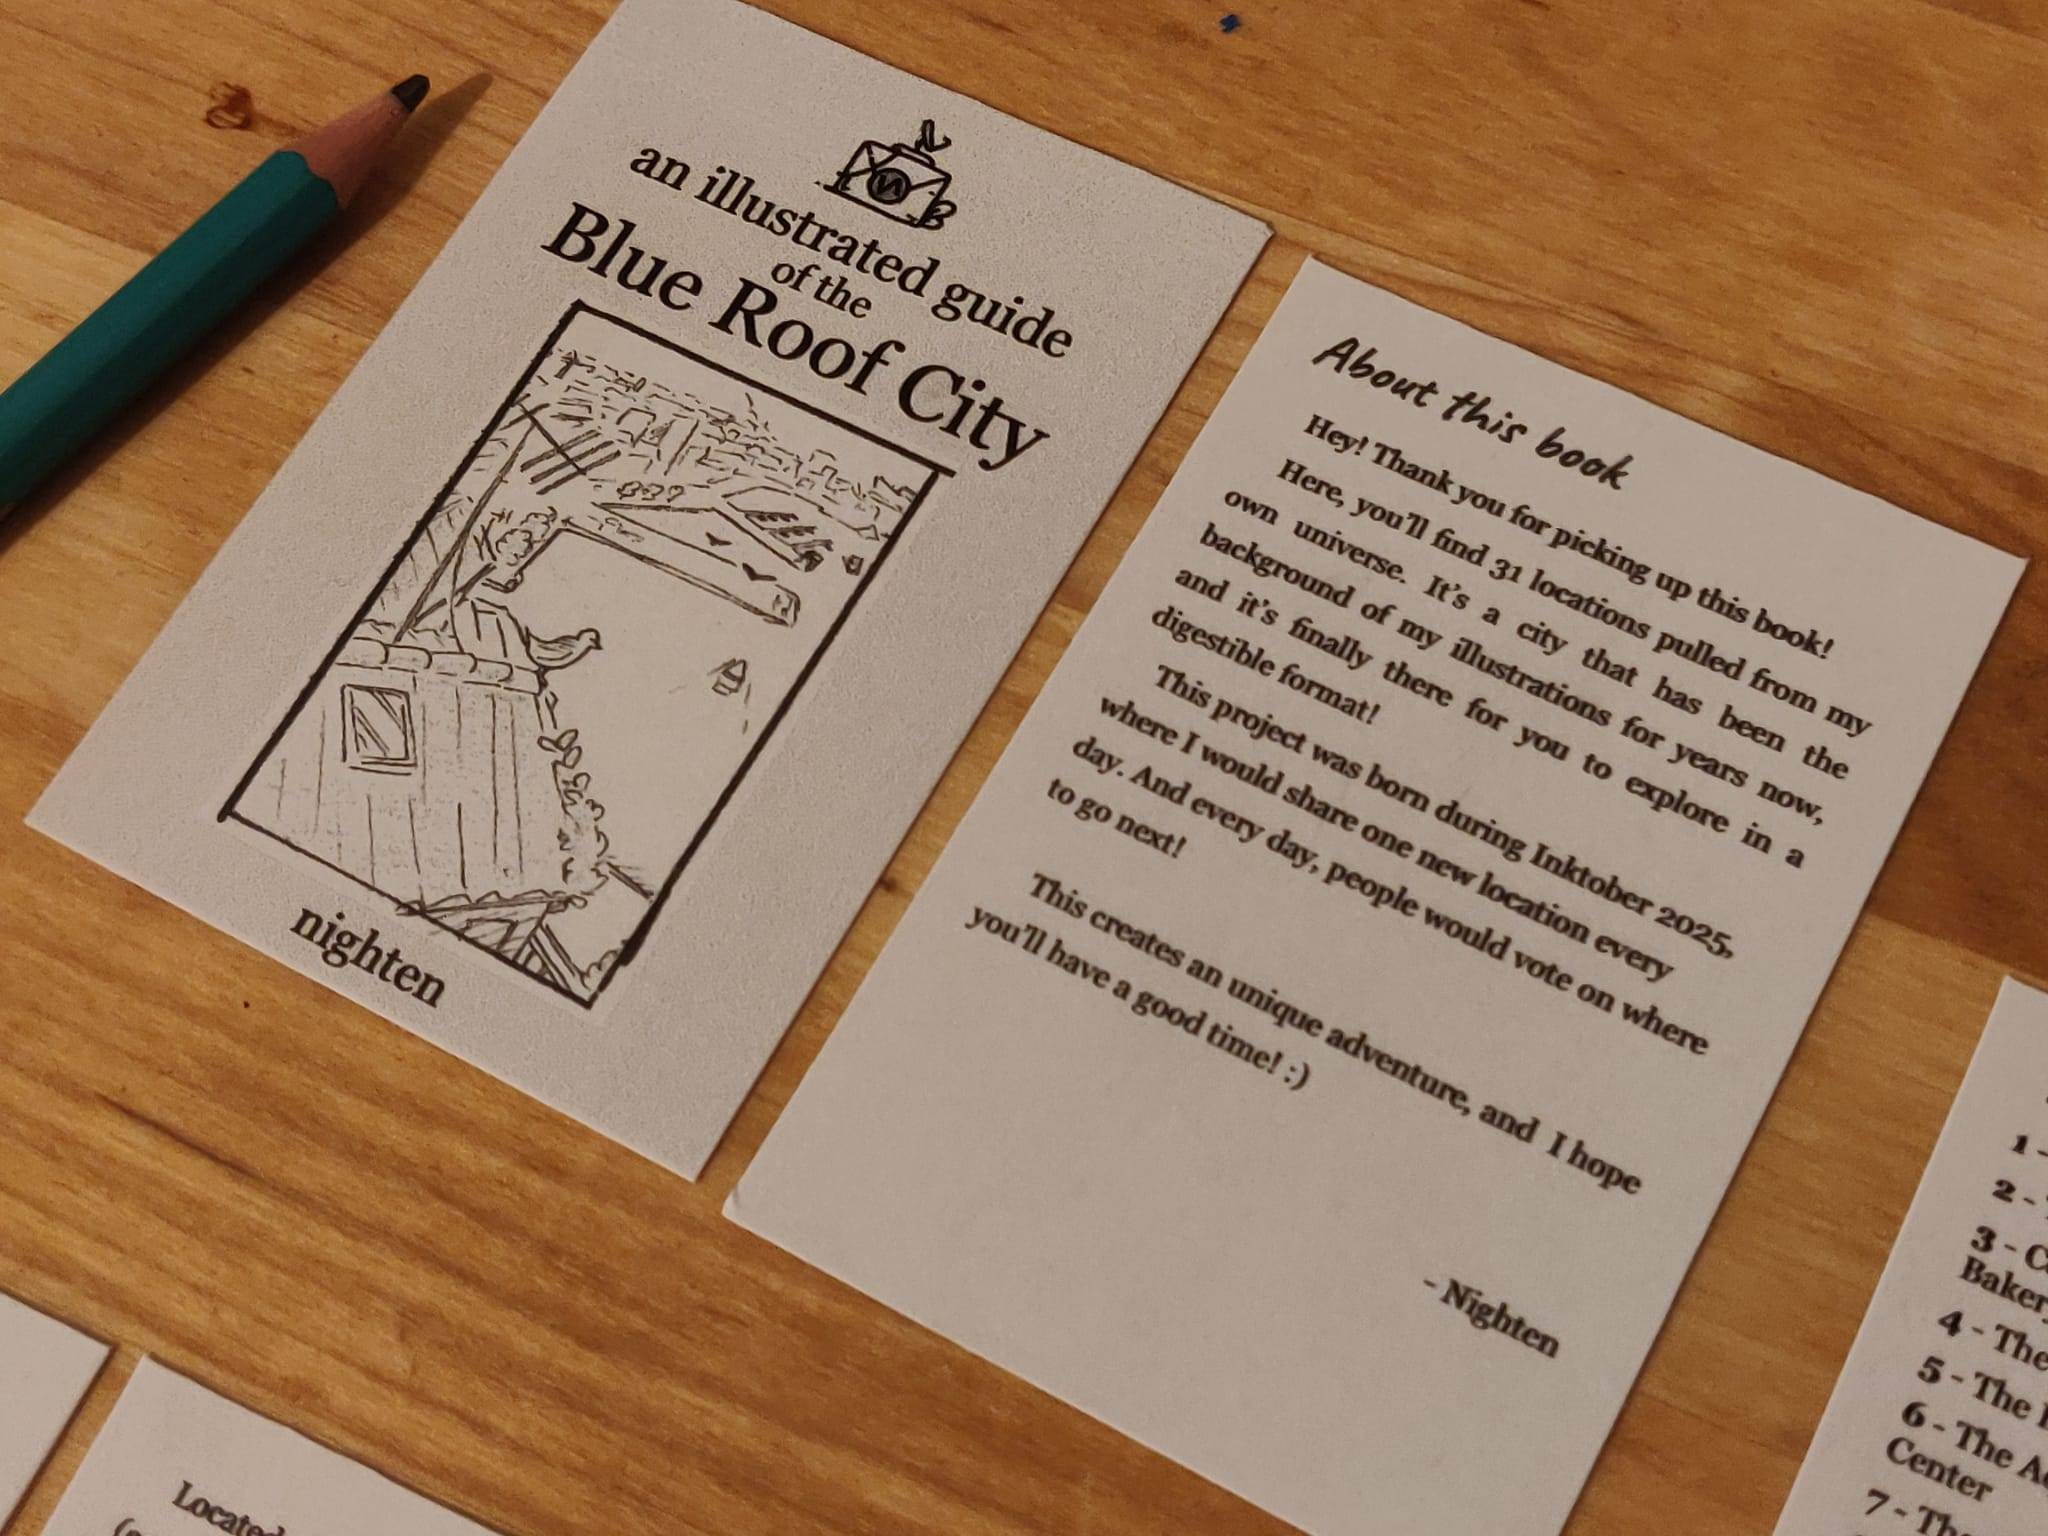 an illustrated guide
of the
Blue Roof City
nighten
About this book
Hey! Thank you for picking up this book!
Here, you'll find 31 locations pulled from my
own universe. It's a city that has been the
background of my illustrations for years now,
and it's finally there for you to explore in a
digestible format!
This project was born during Inktober 2025,
where I would share one new location every
day. And every day, people would vote on where
to go next!
This creates an unique adventure, and I hope
you'll have a good time! :)
- Nighten
1 -
2 -
3 -
4 - The
5 - The
6 - The
Center
7 -
Located